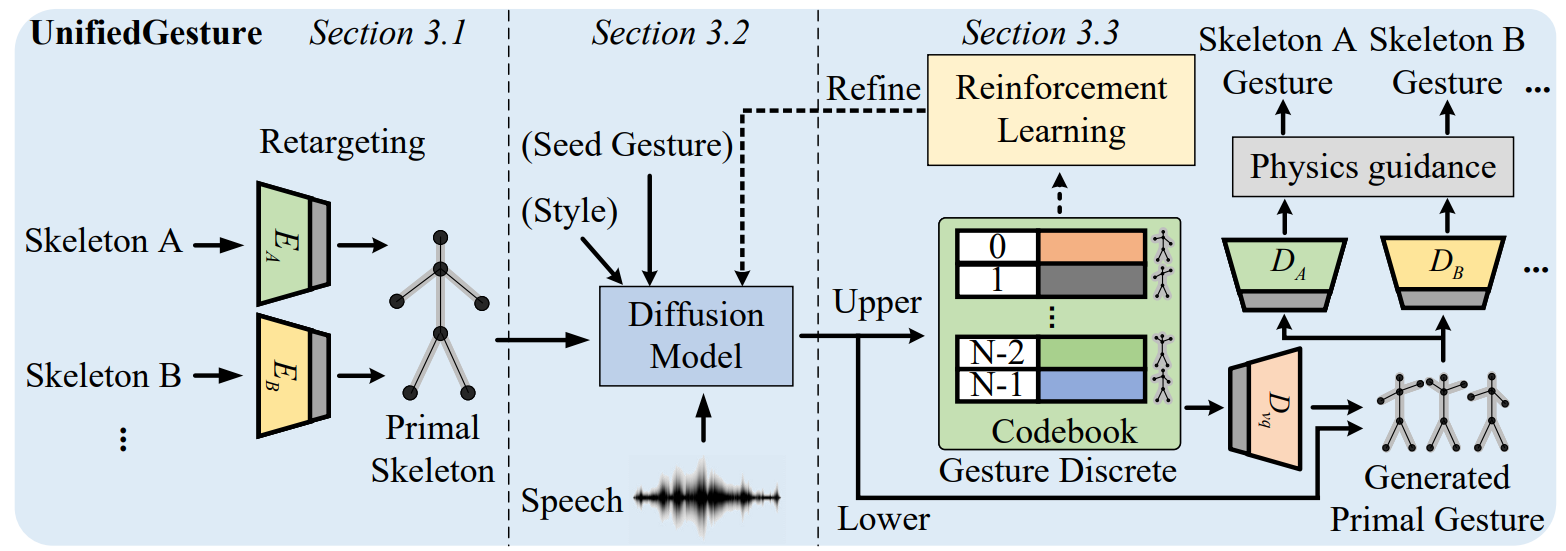 UnifiedGesture
Section 3.1
Section 3.2
Section 3.3
Retargeting
Skeleton A
E_A
Skeleton B
E_B
...
Primal
Skeleton
(Seed Gesture)
(Style)
Refine
Diffusion
Model
Speech
Upper
Lower
Reinforcement
Learning
0
1
...
N-2
N-1
Codebook
Gesture Discrete
D_vq
Skeleton A
Gesture
Skeleton B
Gesture
...
Physics guidance
D_A
D_B
...
Generated
Primal Gesture